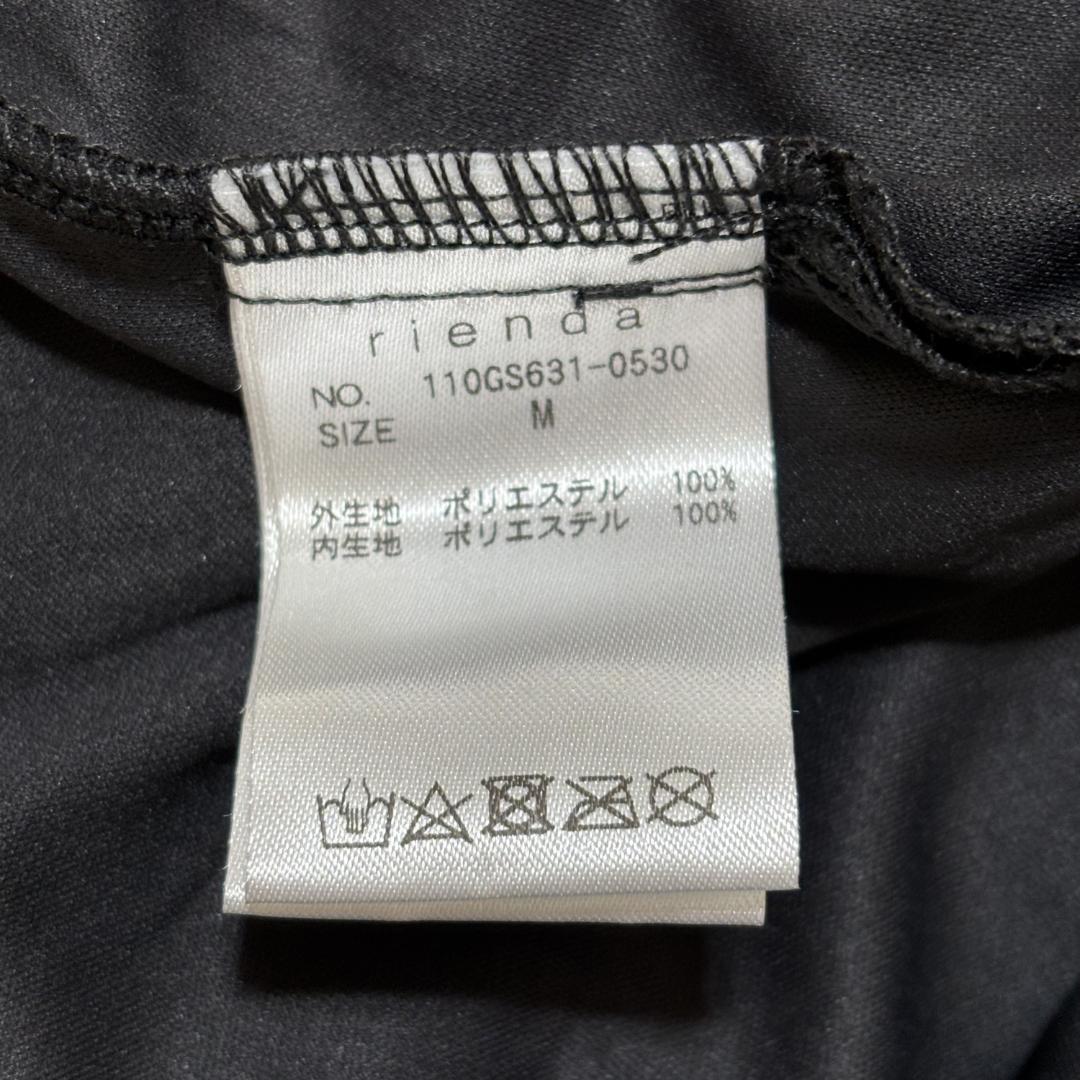 rienda
NO. 110GS631-0530
SIZE M
外生地 ポリエステル 100%
内生地 ポリエステル 100%